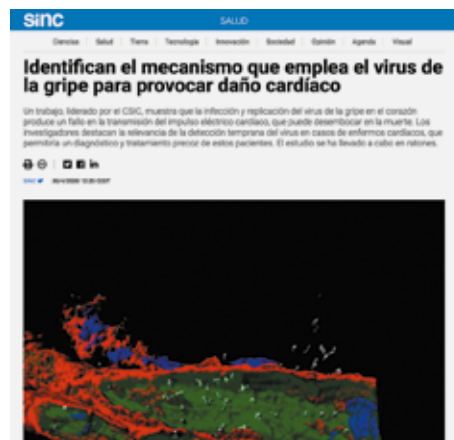 sinc
SALUD
Ciencias Salud Tierra Tecnología Innovación Sociedad Opinión Agenda Visual
Identifican el mecanismo que emplea el virus de
la gripe para provocar daño cardíaco
Un trabajo, liderado por el CSIC, muestra que la infección y replicación del virus de la gripe en el corazón
produce un fallo en la transmisión del impulso eléctrico cardíaco, que puede desembocar en la muerte. Los
investigadores destacan la relevancia de la detección temprana del virus en casos de enfermos cardíacos, que
permitiría un diagnóstico y tratamiento precoz de estos pacientes. El estudio se ha llevado a cabo en ratones.
SINC